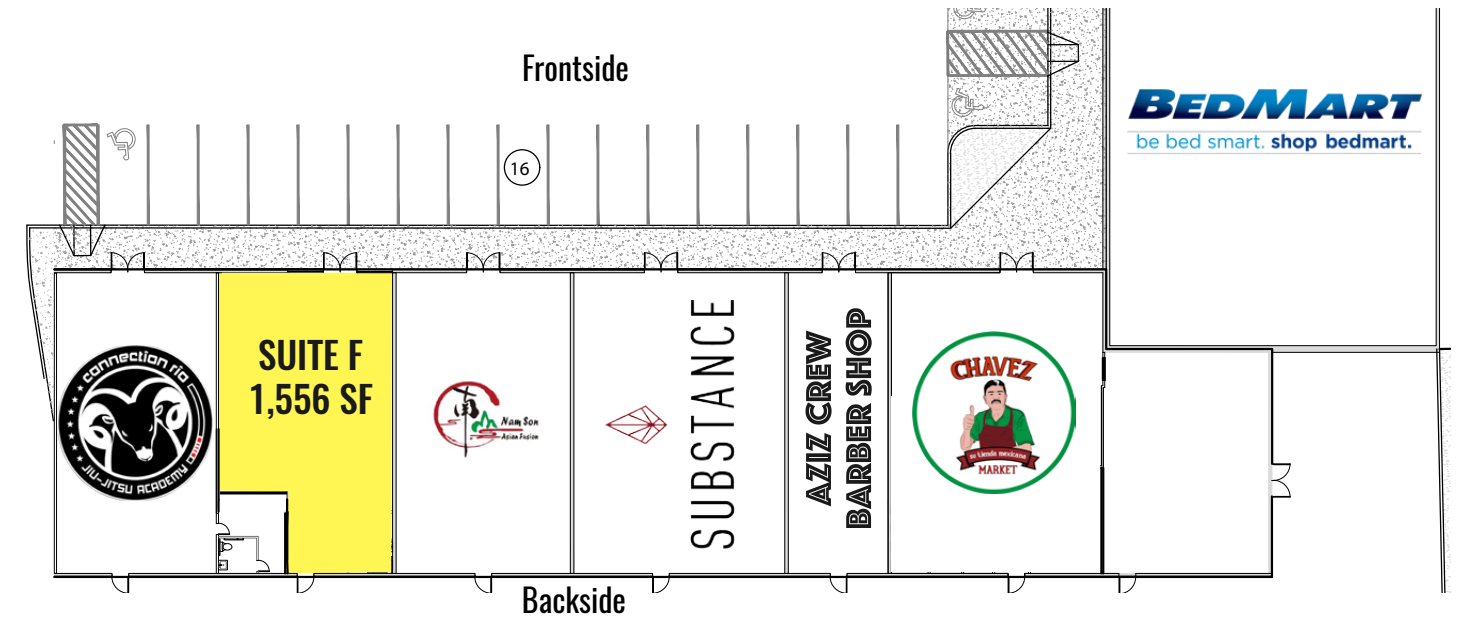 Frontside
BEDMART
be bed smart. shop bedmart.
16
connection rio
JIU-JITSU ACADEMY
SUITE F
1,556 SF
南
Nam Son
Asian Fusion
SUBSTANCE
AZIZ CREW
BARBER SHOP
CHAVEZ
su tienda mexicana
MARKET
Backside